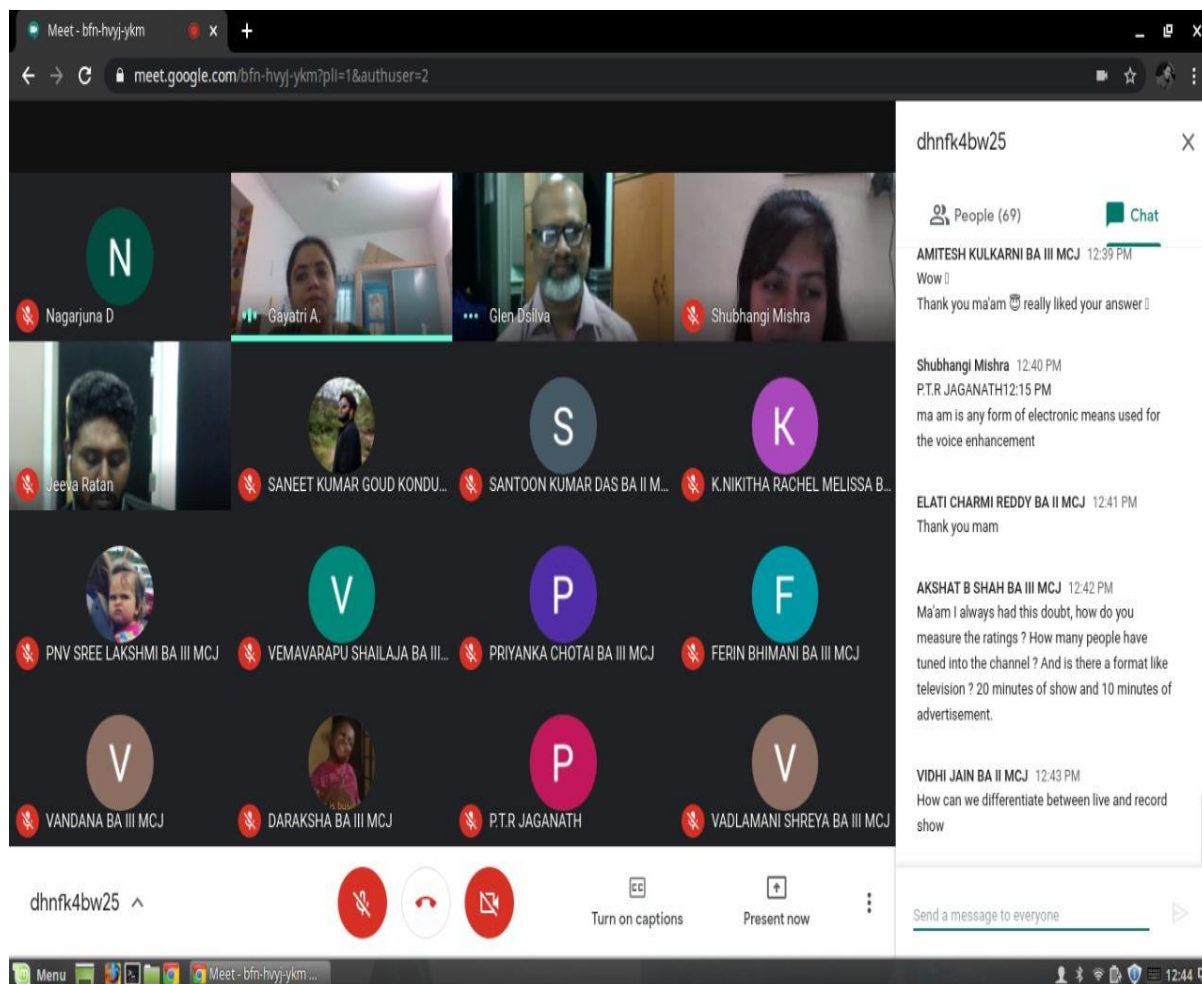 Meet - bfn-hvyj-ykm
meet.google.com/bfn-hvyj-ykm?pli=1&authuser=2
N
Nagarjuna D
Gayatri A.
Glen Dsilva
Shubhangi Mishra
Jeeva Ratan
SANEET KUMAR GOUD KONDU...
S
SANTOON KUMAR DAS BA II M...
K
K.NIKITHA RACHEL MELISSA B...
PNV SREE LAKSHMI BA III MCJ
V
VEMAVARAPU SHAILAJA BA III...
P
PRIYANKA CHOTAI BA III MCJ
F
FERIN BHIMANI BA III MCJ
V
VANDANA BA III MCJ
DARAKSHA BA III MCJ
P
P.T.R JAGANATH
V
VADLAMANI SHREYA BA III MCJ
dhnfk4bw25
People (69)
Chat
AMITESH KULKARNI BA III MCJ 12:39 PM
Wow
Thank you ma'am 😇 really liked your answer
Shubhangi Mishra 12:40 PM
P.T.R JAGANATH12:15 PM
ma am is any form of electronic means used for
the voice enhancement
ELATI CHARMI REDDY BA II MCJ 12:41 PM
Thank you mam
AKSHAT B SHAH BA III MCJ 12:42 PM
Ma'am I always had this doubt, how do you
measure the ratings ? How many people have
tuned into the channel ? And is there a format like
television ? 20 minutes of show and 10 minutes of
advertisement.
VIDHI JAIN BA II MCJ 12:43 PM
How can we differentiate between live and record
show
Send a message to everyone
dhnfk4bw25
CC
Turn on captions
Present now
Menu
Meet - bfn-hvyj-ykm ...
12:44